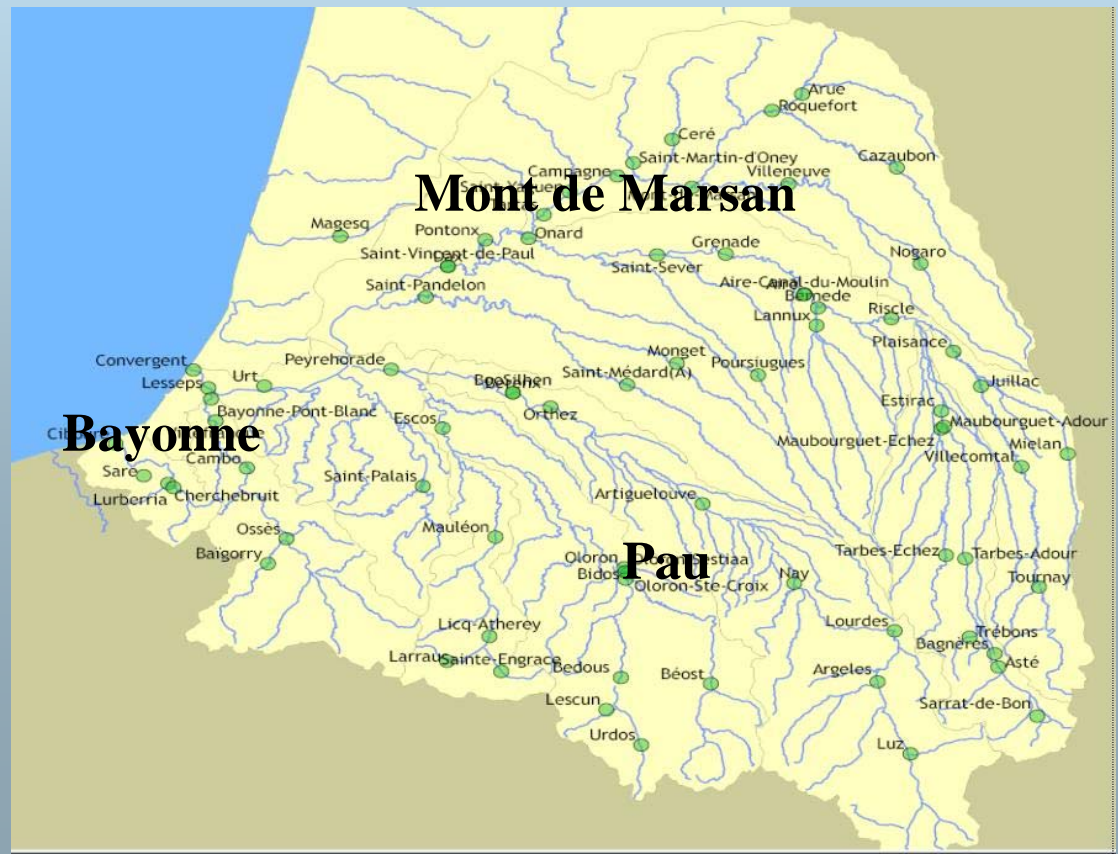 Arue
Roquefort
Ceré
Saint-Martin-d'Oney
Cazaubon
Campagne
Villeneuve
Mont de Marsan
Magesq
Pontonx
Onard
Grenade
Saint-Vincent-de-Paul
Saint-Sever
Nogaro
Saint-Pandelon
Aire-Canal-du-Moulin
Bernede
Lannux
Riscle
Plaisance
Convergent
Peyrehorade
Monget
Poursiugues
Lesseps
Urt
Saint-Médard(A)
Juillac
Orthez
Estirac
Bayonne-Pont-Blanc
Escos
Maubourguet-Adour
Bayonne
Maubourguet-Echez
Mielan
Villecomtal
Cambo
Sare
Saint-Palais
Lurberria
Cherchebruit
Artiguelouve
Ossès
Mauléon
Baigorry
Tarbes-Echez
Tarbes-Adour
Oloron
Pau
Bidos
Nay
Tournay
Oloron-Ste-Croix
Lourdes
Licq-Atherey
Trébons
Bagnères
Larrau
Sainte-Engrace
Bedous
Béost
Argeles
Asté
Lescun
Sarrat-de-Bon
Urdos
Luz